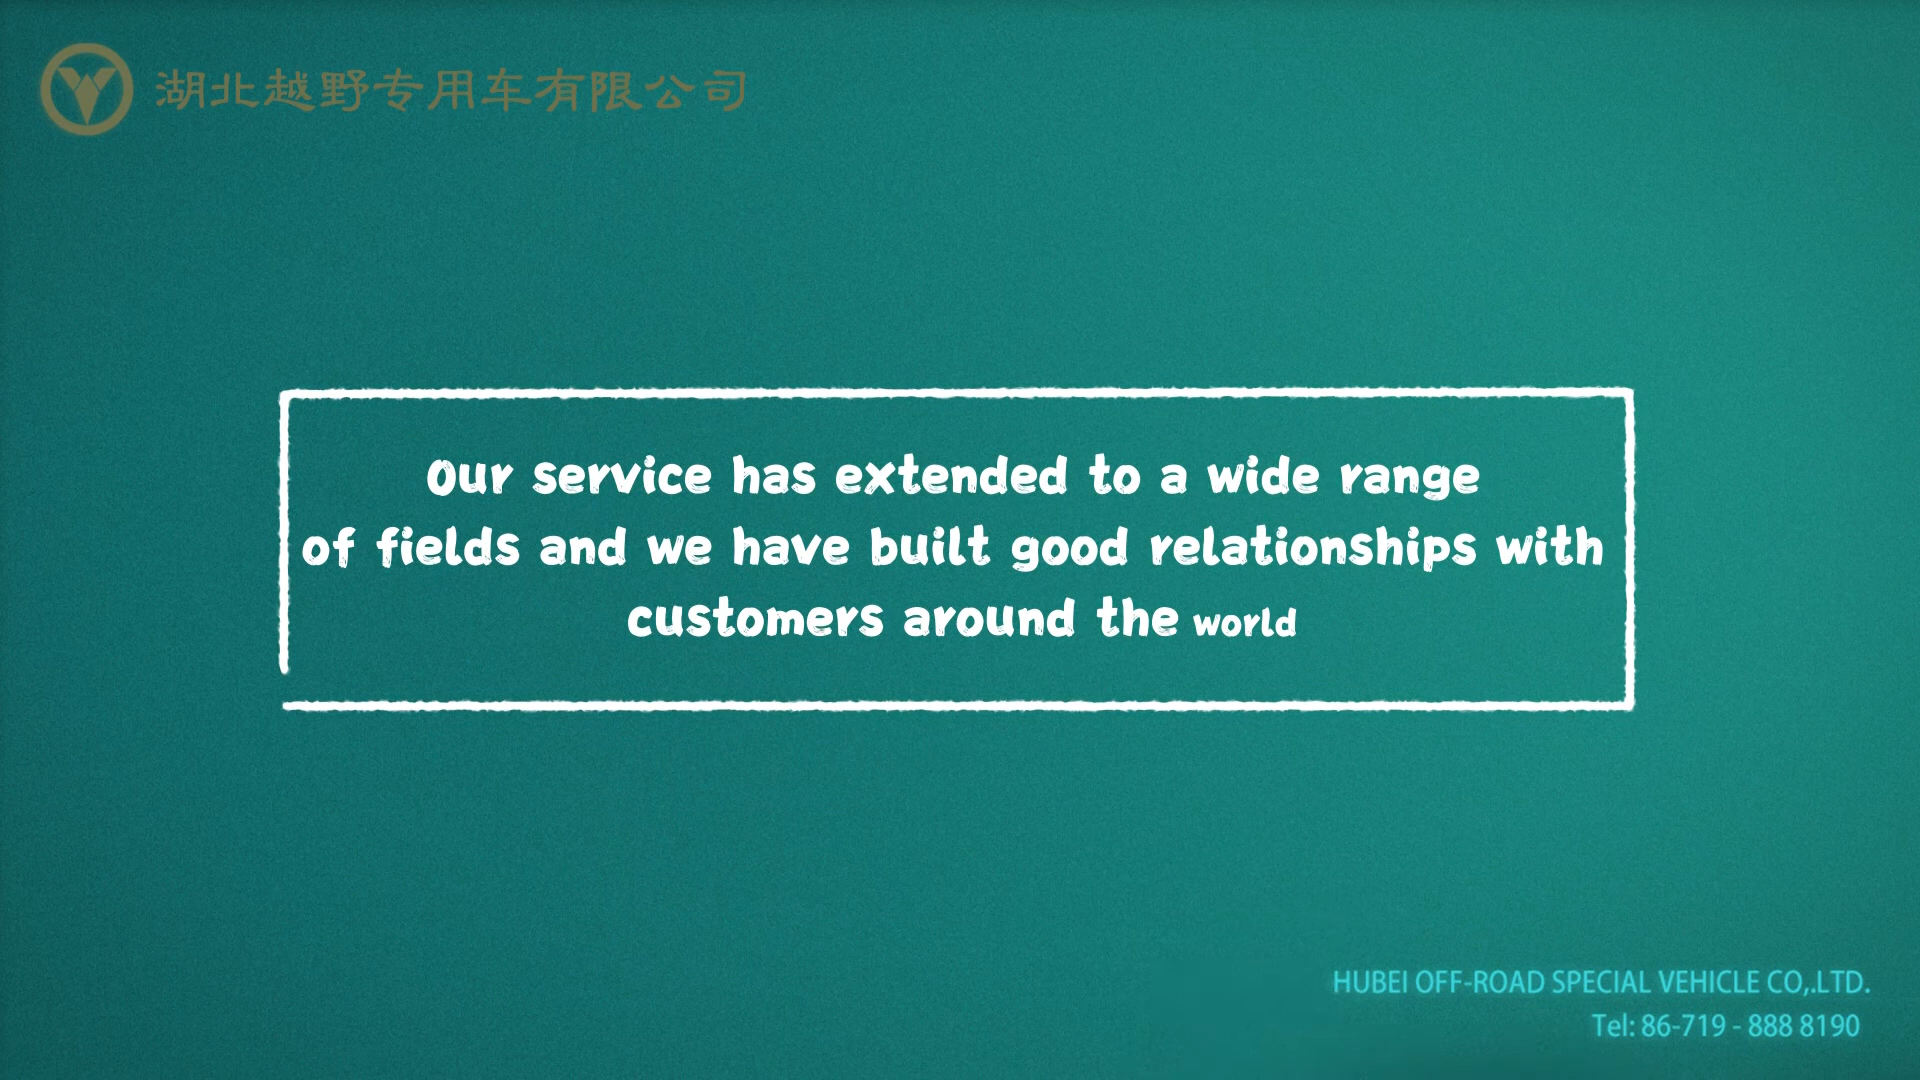 湖北越野专用车有限公司
Our service has extended to a wide range
of fields and we have built good relationships with
customers around the world
HUBEI OFF-ROAD SPECIAL VEHICLE CO,.LTD.
Tel: 86-719 - 888 8190